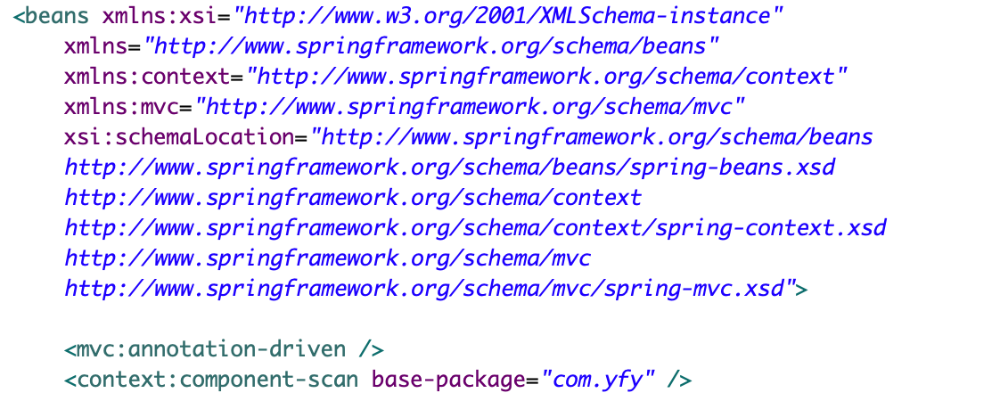 <beans xmlns:xsi="http://www.w3.org/2001/XMLSchema-instance"
xmlns="http://www.springframework.org/schema/beans"
xmlns:context="http://www.springframework.org/schema/context"
xmlns:mvc="http://www.springframework.org/schema/mvc"
xsi:schemaLocation="http://www.springframework.org/schema/beans
http://www.springframework.org/schema/beans/spring-beans.xsd
http://www.springframework.org/schema/context
http://www.springframework.org/schema/context/spring-context.xsd
http://www.springframework.org/schema/mvc
http://www.springframework.org/schema/mvc/spring-mvc.xsd">
<mvc:annotation-driven />
<context:component-scan base-package="com.yfy" />